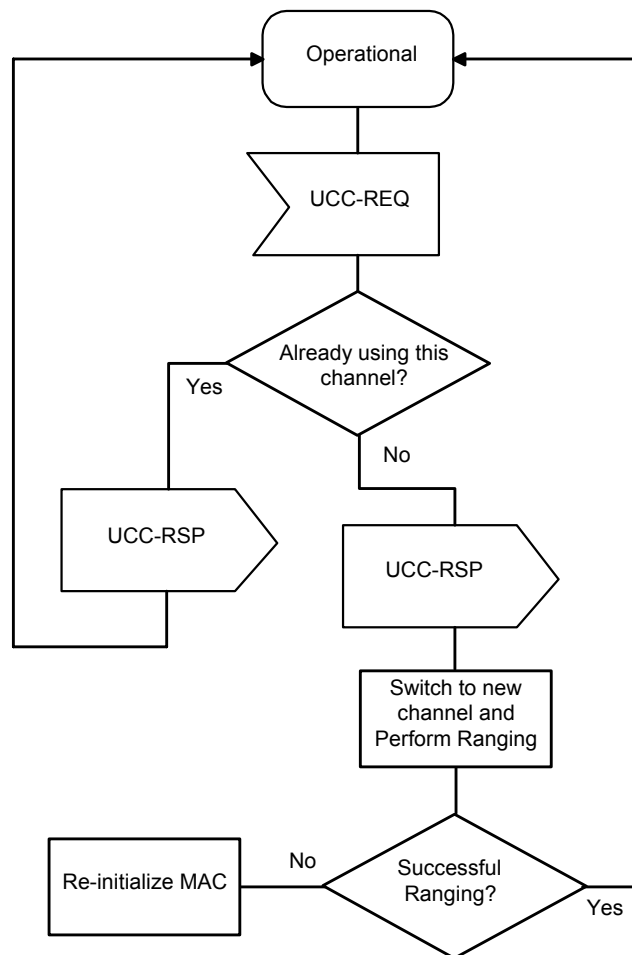 Operational
UCC-REQ
Already using this
channel?
Yes
No
UCC-RSP
UCC-RSP
Switch to new
channel and
Perform Ranging
Re-initialize MAC
No
Successful
Ranging?
Yes